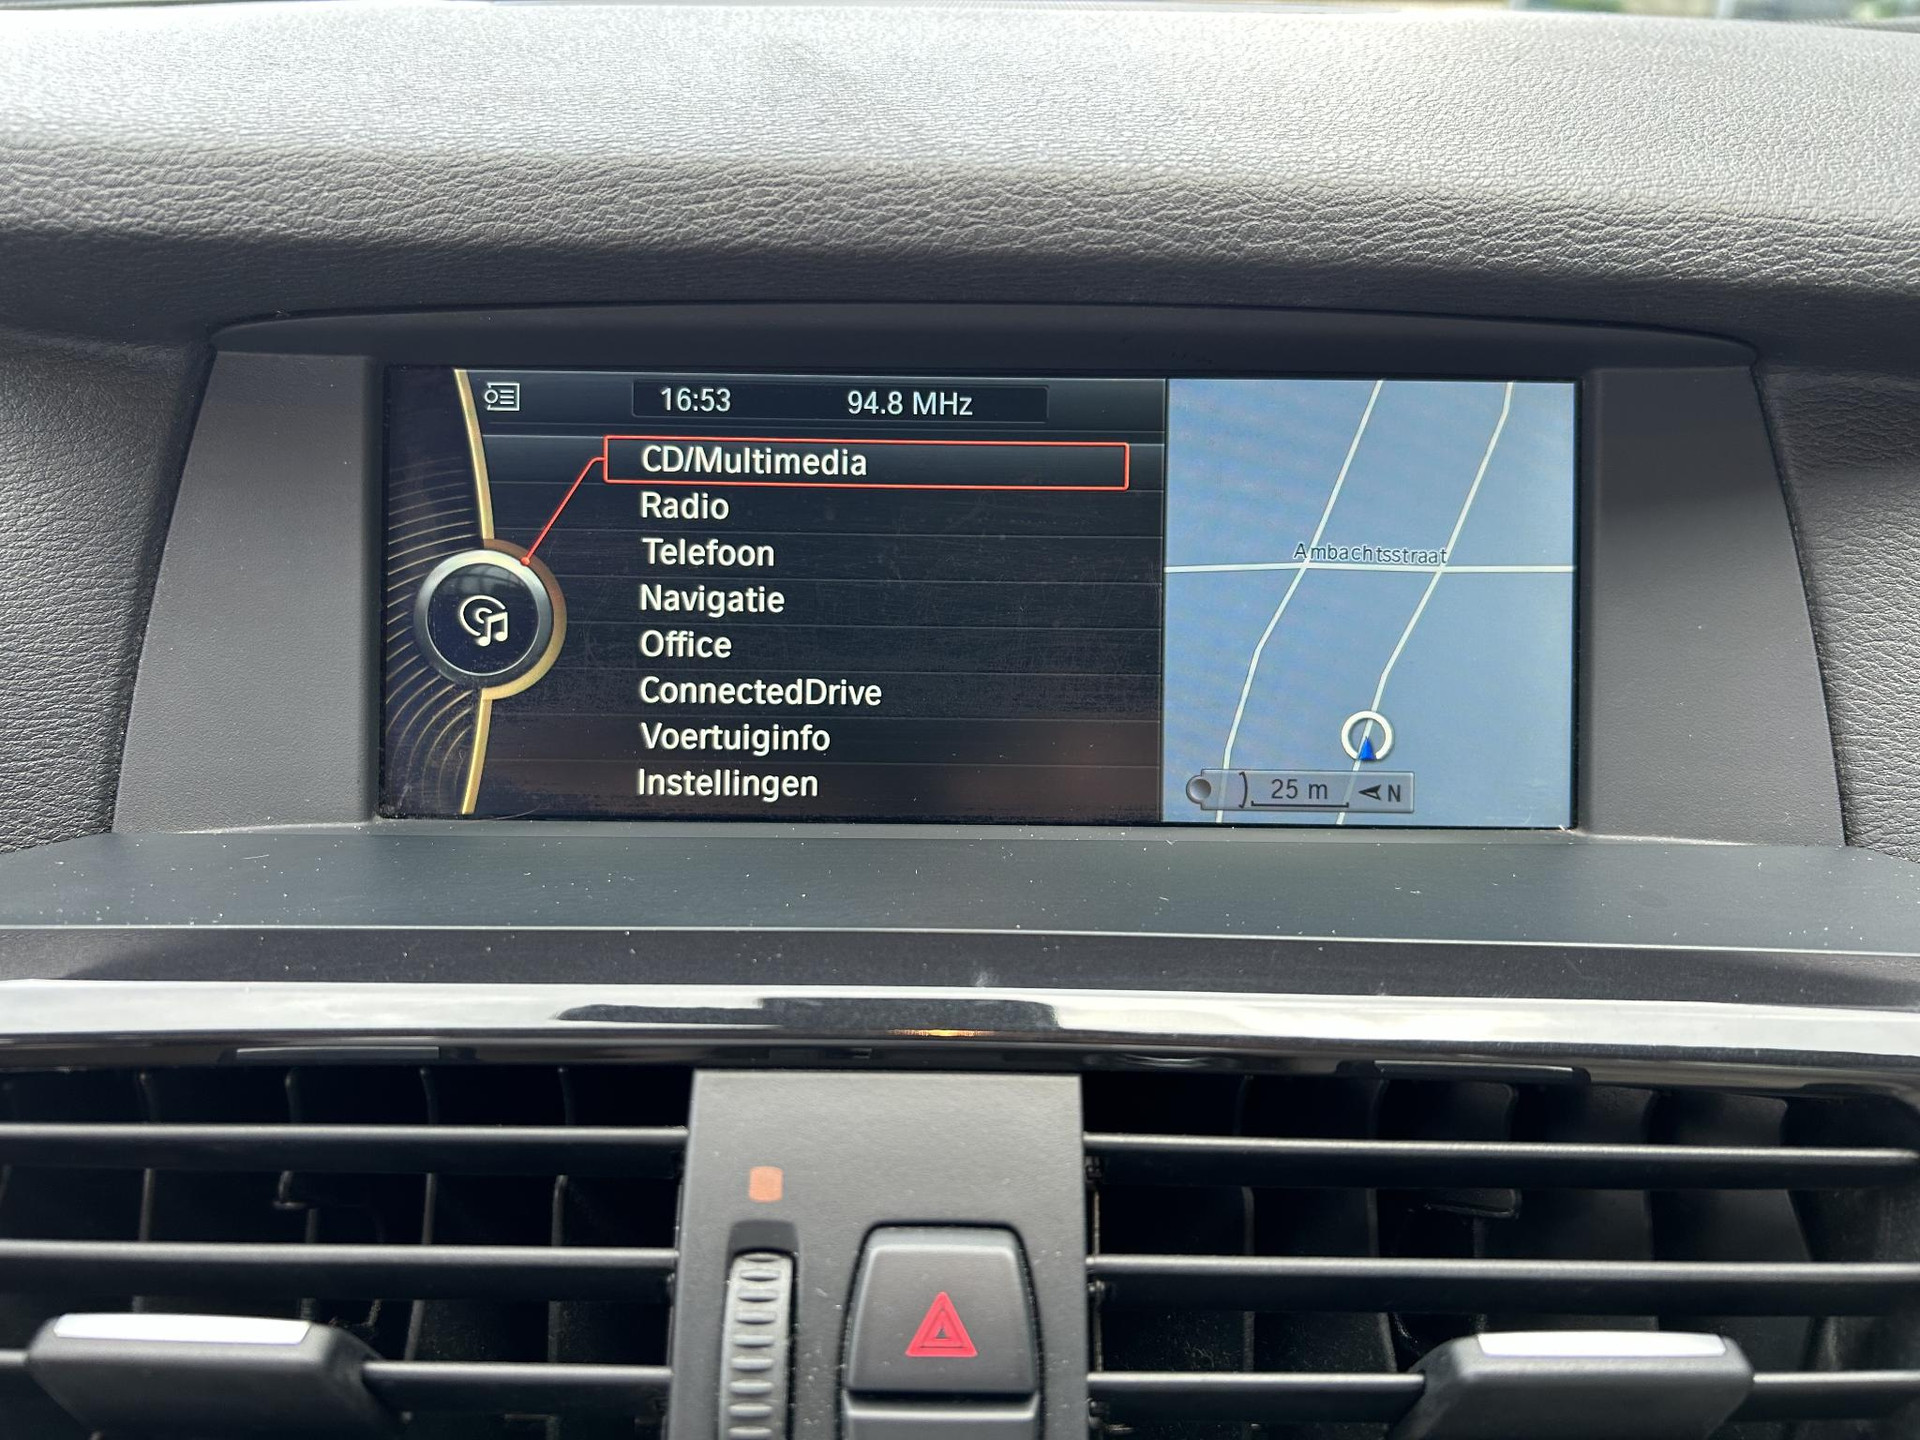 16:53 94.8 MHz
CD/Multimedia
Radio
Telefoon
Navigatie
Office
ConnectedDrive
Voertuiginfo
Instellingen
Ambachtsstraat
25 m N